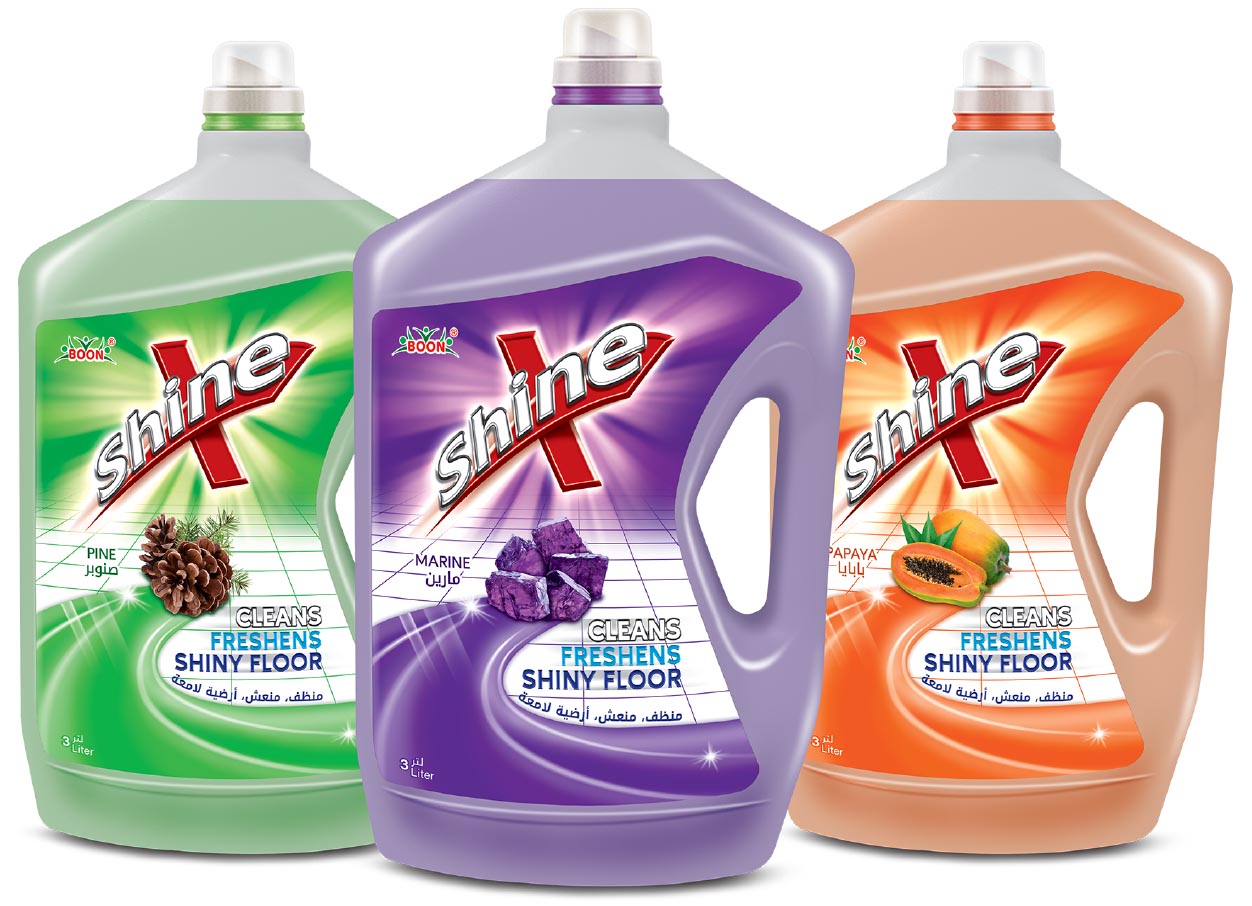 BOON®
Shine X
PINE
صنوبر
CLEANS
FRESHENS
SHINY FLOOR
منظف، منعش، أرضية لامعة
3 لتر
Liter
BOON®
Shine X
MARINE
مارين
CLEANS
FRESHENS
SHINY FLOOR
منظف، منعش، أرضية لامعة
3 لتر
Liter
®
Shine X
PAPAYA
بابايا
CLEANS
FRESHENS
SHINY FLOOR
منظف، منعش، أرضية لامعة
3 لتر
Liter